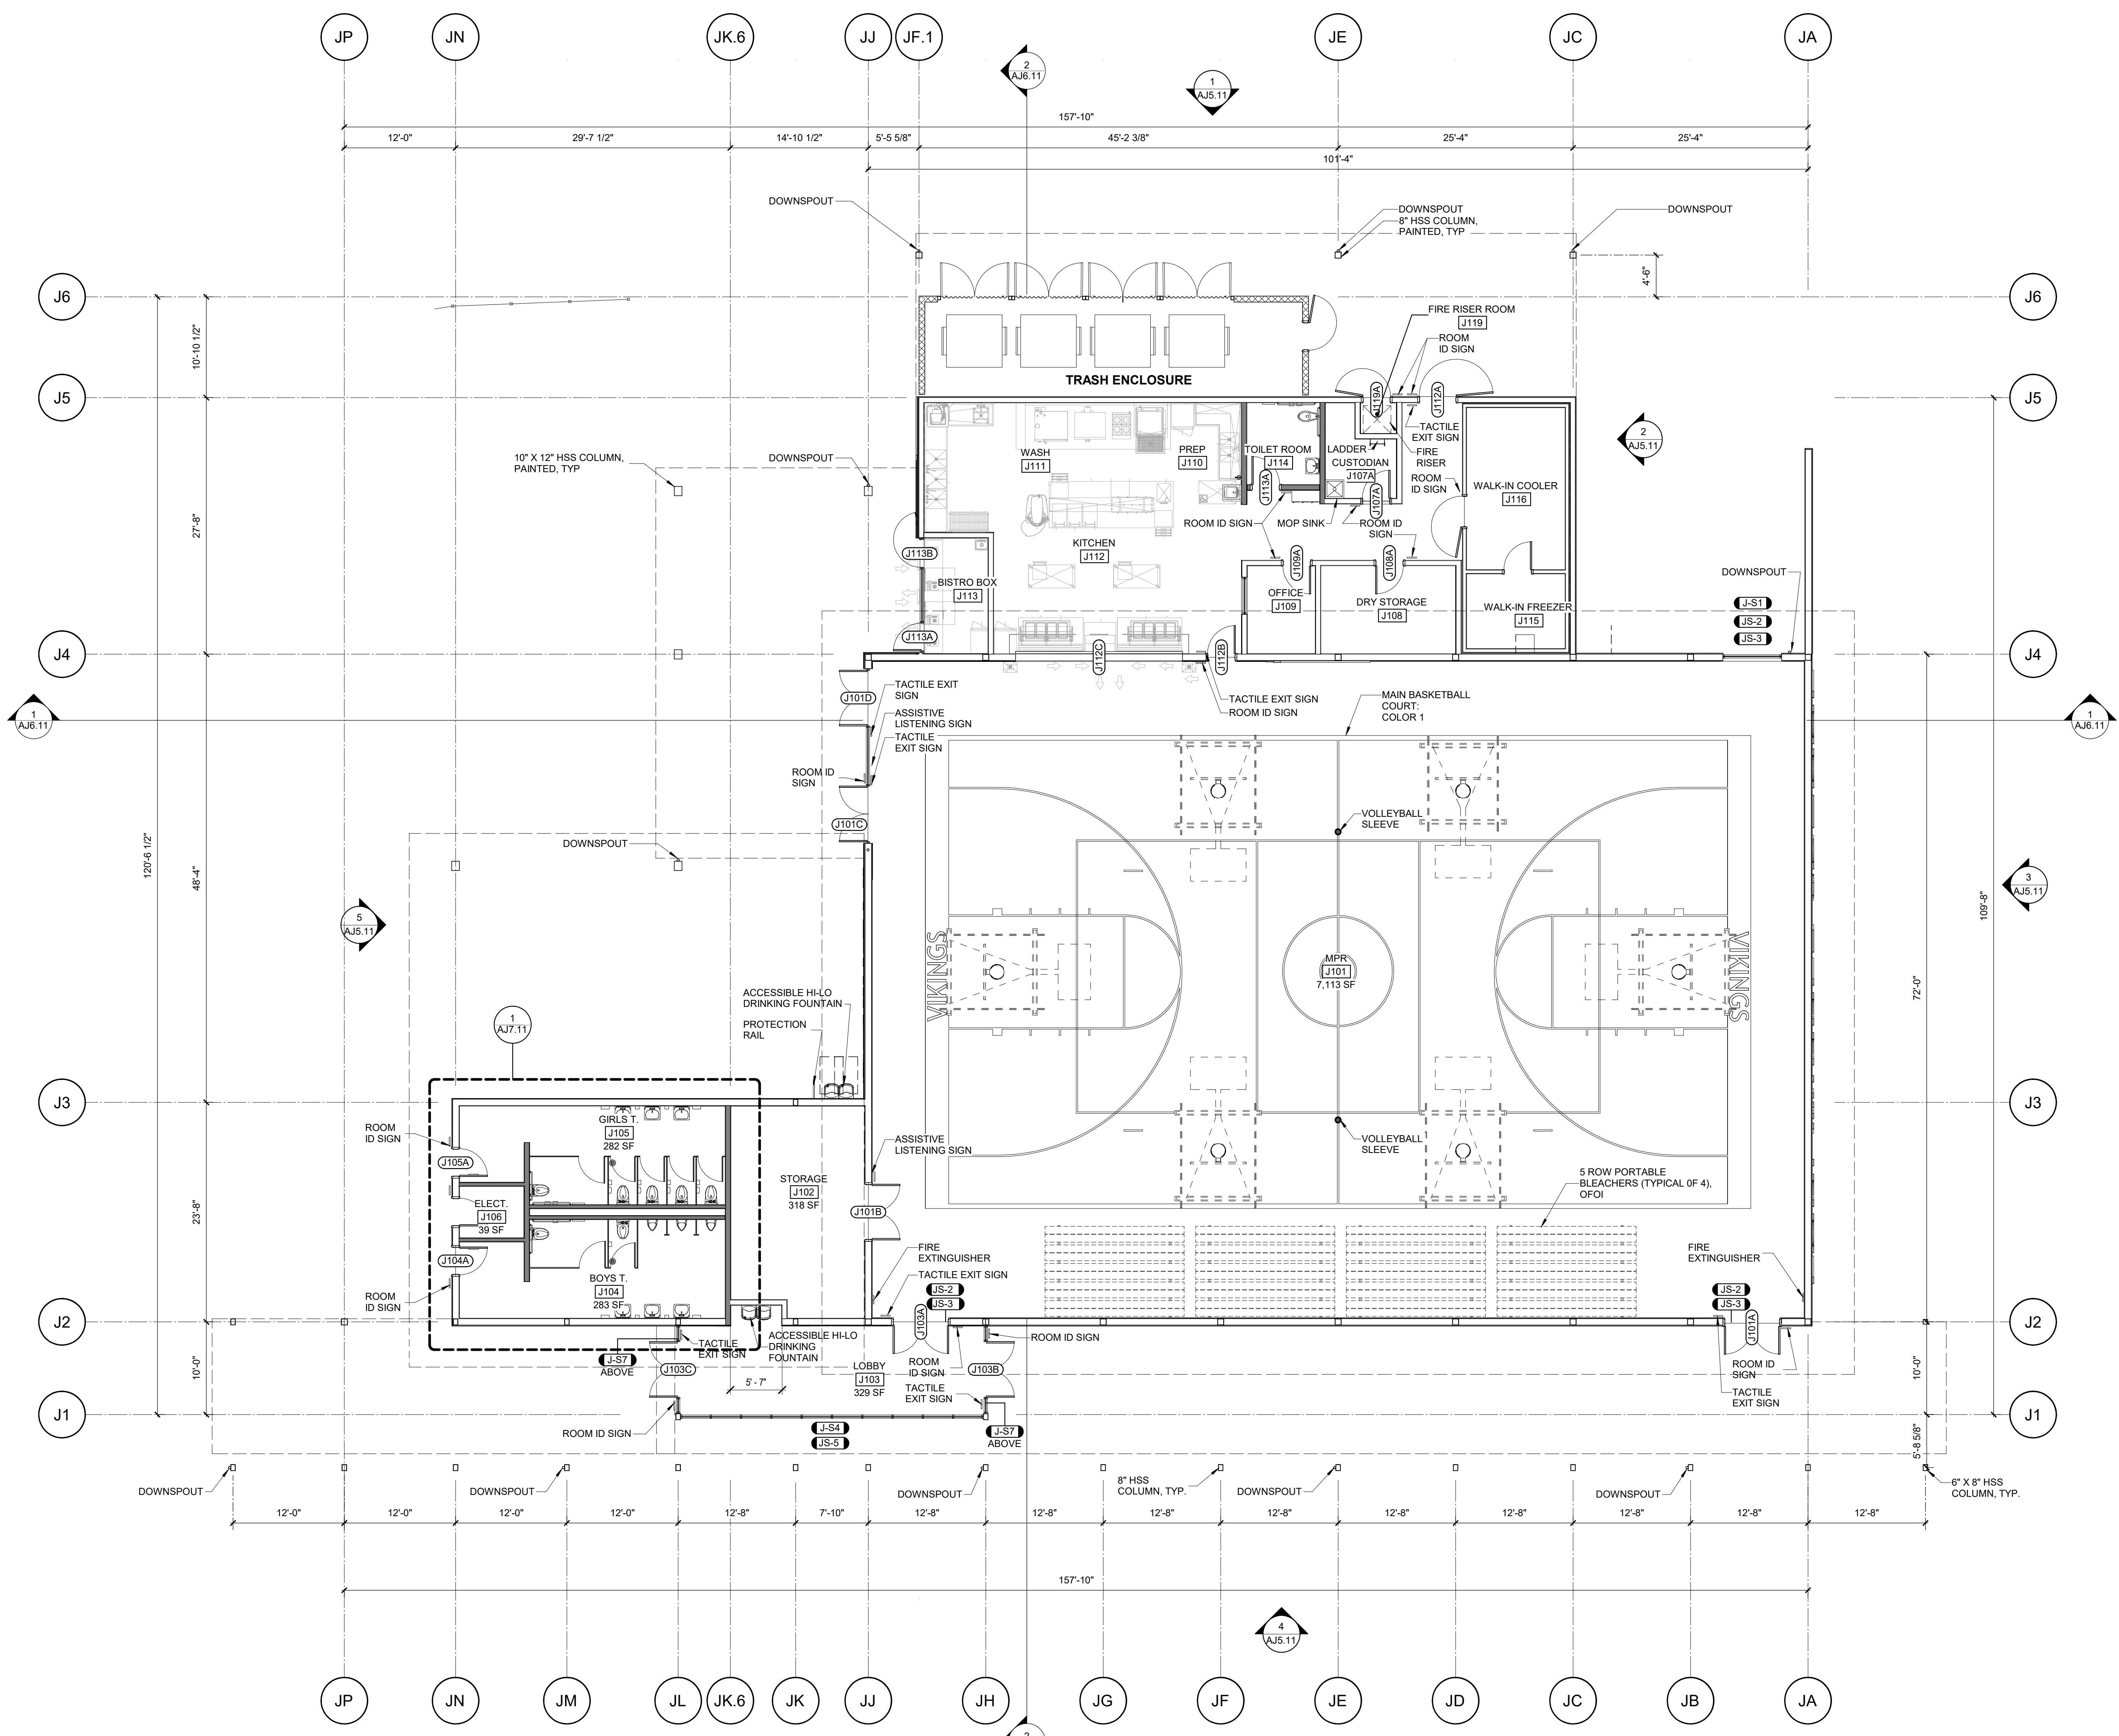 JP
JN
JK.6
JJ
JF.1
JE
JC
JA
2
AJ6.11
1
AJ5.11
157'-10"
12'-0"
29'-7 1/2"
14'-10 1/2"
5'-5 5/8"
45'-2 3/8"
25'-4"
25'-4"
101'-4"
DOWNSPOUT
DOWNSPOUT
8" HSS COLUMN,
PAINTED, TYP
DOWNSPOUT
4'-6"
J6
J6
10'-10 1/2"
FIRE RISER ROOM
J119
ROOM
ID SIGN
TRASH ENCLOSURE
J5
J5
J119A
J112A
TACTILE
EXIT SIGN
FIRE
RISER
2
AJ5.11
10" X 12" HSS COLUMN,
PAINTED, TYP
DOWNSPOUT
WASH
J111
PREP
J110
TOILET ROOM
J114
LADDER
CUSTODIAN
J107A
ROOM
ID SIGN
WALK-IN COOLER
J116
J113A
J107A
ROOM ID SIGN
MOP SINK
ROOM ID
SIGN
27'-8"
KITCHEN
J112
J113B
J109A
J108A
BISTRO BOX
J113
OFFICE
J109
DRY STORAGE
J108
WALK-IN FREEZER
J115
DOWNSPOUT
J-S1
JS-2
JS-3
J113A
J112C
J112B
J4
J4
J101D
TACTILE EXIT
SIGN
ASSISTIVE
LISTENING SIGN
TACTILE
EXIT SIGN
TACTILE EXIT SIGN
ROOM ID SIGN
MAIN BASKETBALL
COURT:
COLOR 1
1
AJ6.11
1
AJ6.11
ROOM ID
SIGN
J101C
VOLLEYBALL
SLEEVE
DOWNSPOUT
120'-6 1/2"
48'-4"
3
AJ5.11
109'-8"
5
AJ5.11
VIKINGS
VIKINGS
MPR
J101
7,113 SF
72'-0"
ACCESSIBLE HI-LO
DRINKING FOUNTAIN
PROTECTION
RAIL
1
AJ7.11
J3
J3
GIRLS T.
J105
282 SF
ROOM
ID SIGN
J105A
ASSISTIVE
LISTENING SIGN
VOLLEYBALL
SLEEVE
STORAGE
J102
318 SF
5 ROW PORTABLE
BLEACHERS (TYPICAL 0F 4),
OFOI
ELECT.
J106
39 SF
23'-8"
J101B
J104A
FIRE
EXTINGUISHER
FIRE
EXTINGUISHER
BOYS T.
J104
283 SF
ROOM
ID SIGN
TACTILE EXIT SIGN
JS-2
JS-3
JS-2
JS-3
J103A
J101A
J2
J2
TACTILE
EXIT SIGN
ACCESSIBLE HI-LO
DRINKING
FOUNTAIN
ROOM ID SIGN
J-S7
ABOVE
J103C
LOBBY
J103
329 SF
ROOM
ID SIGN
J103B
ROOM ID
SIGN
5' - 7"
TACTILE
EXIT SIGN
TACTILE
EXIT SIGN
10'-0"
10'-0"
J1
J1
ROOM ID SIGN
J-S4
JS-5
J-S7
ABOVE
5'-8 5/8"
DOWNSPOUT
DOWNSPOUT
DOWNSPOUT
8" HSS
COLUMN, TYP.
DOWNSPOUT
DOWNSPOUT
6" X 8" HSS
COLUMN, TYP.
12'-0"
12'-0"
12'-0"
12'-0"
12'-8"
7'-10"
12'-8"
12'-8"
12'-8"
12'-8"
12'-8"
12'-8"
12'-8"
12'-8"
12'-8"
157'-10"
4
AJ5.11
JP
JN
JM
JL
JK.6
JK
JJ
JH
JG
JF
JE
JD
JC
JB
JA